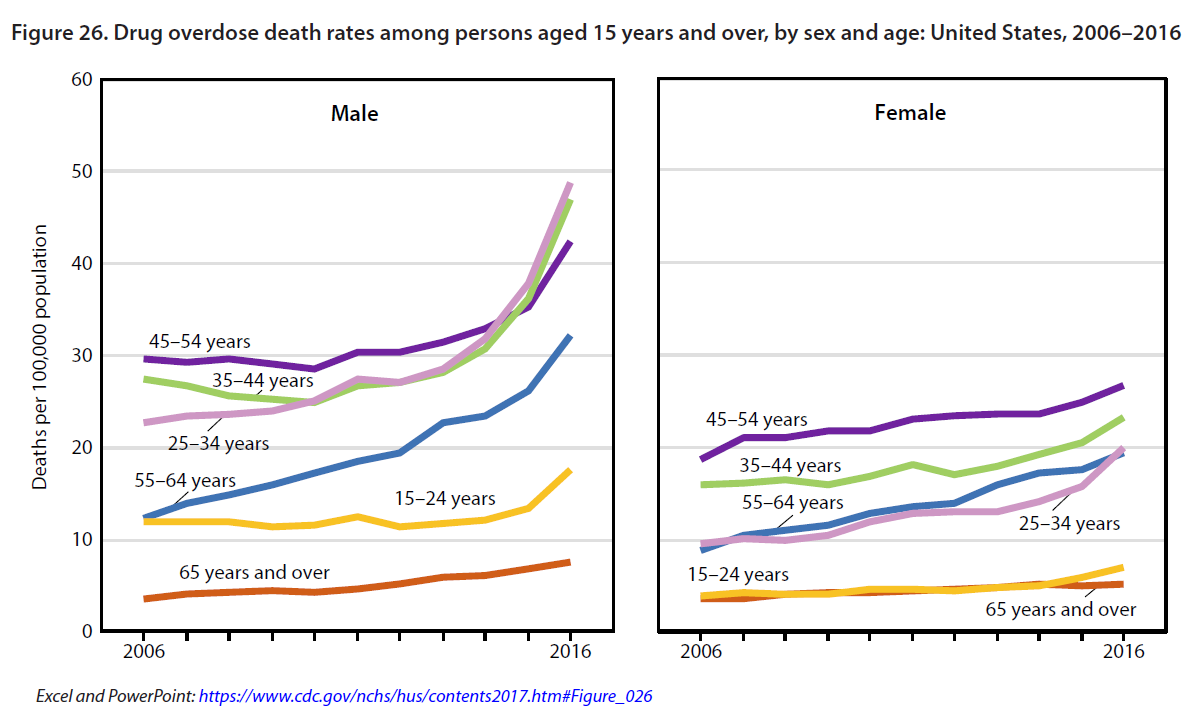 Figure 26. Drug overdose death rates among persons aged 15 years and over, by sex and age: United States, 2006–2016
Deaths per 100,000 population
60
50
40
30
20
10
0
Male
45–54 years
35–44 years
25–34 years
55–64 years
15–24 years
65 years and over
2006
2016
Female
45–54 years
35–44 years
55–64 years
25–34 years
15–24 years
65 years and over
2006
2016
Excel and PowerPoint: https://www.cdc.gov/nchs/hus/contents2017.htm#Figure_026